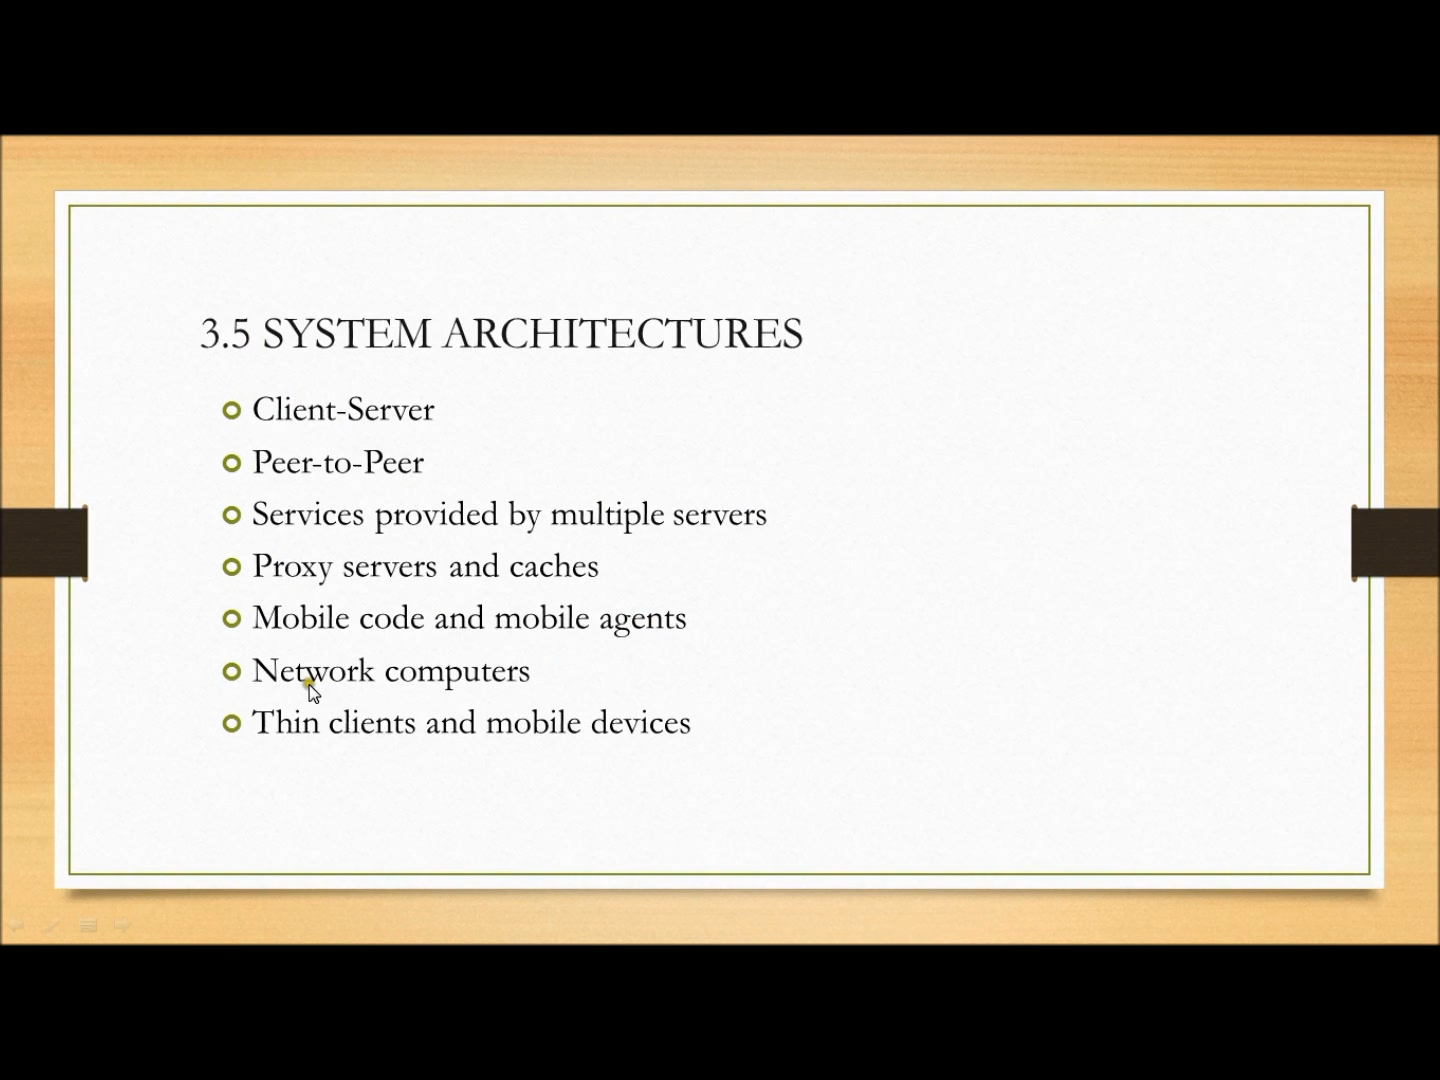 3.5 SYSTEM ARCHITECTURES
Client-Server
Peer-to-Peer
Services provided by multiple servers
Proxy servers and caches
Mobile code and mobile agents
Network computers
Thin clients and mobile devices